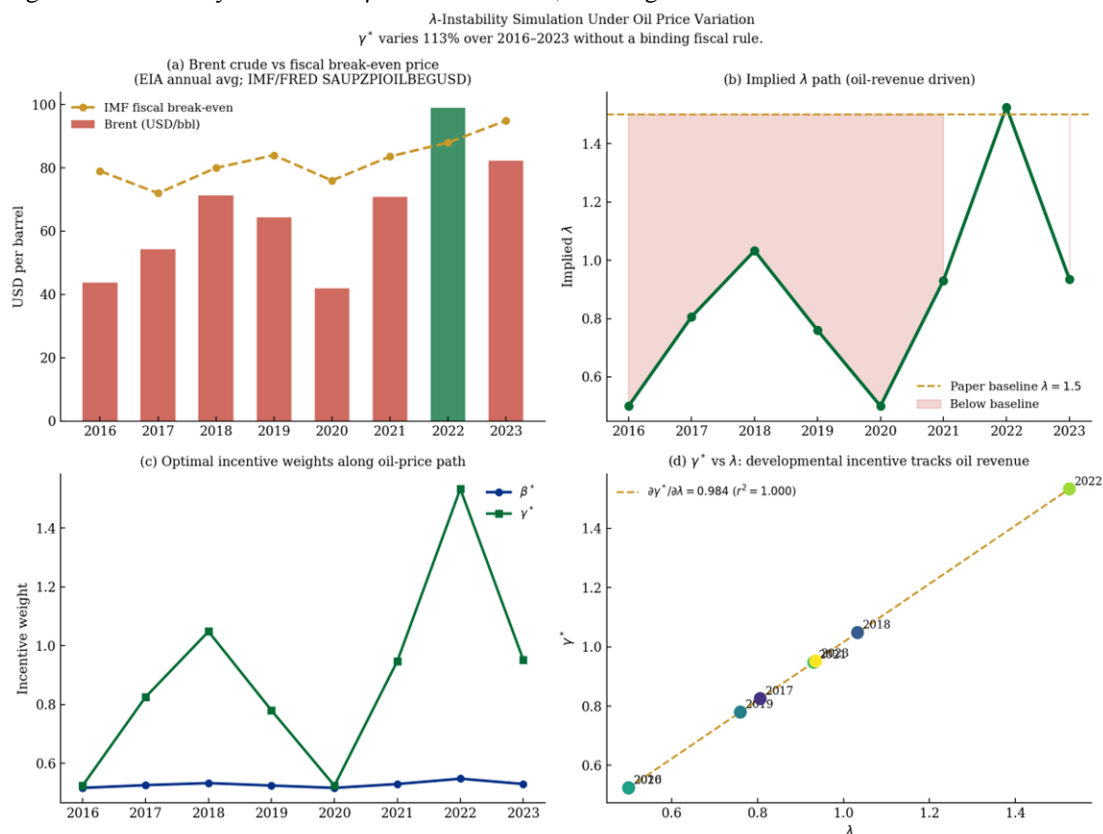 λ-Instability Simulation Under Oil Price Variation
γ* varies 113% over 2016–2023 without a binding fiscal rule.
(a) Brent crude vs fiscal break-even price
(EIA annual avg; IMF/FRED SAUPZPIOILBEGUSD)
IMF fiscal break-even
Brent (USD/bbl)
USD per barrel
100
80
60
40
20
0
2016 2017 2018 2019 2020 2021 2022 2023
(b) Implied λ path (oil-revenue driven)
Implied λ
1.4
1.2
1.0
0.8
0.6
Paper baseline λ = 1.5
Below baseline
2016 2017 2018 2019 2020 2021 2022 2023
(c) Optimal incentive weights along oil-price path
β*
γ*
Incentive weight
1.4
1.2
1.0
0.8
0.6
2016 2017 2018 2019 2020 2021 2022 2023
(d) γ* vs λ: developmental incentive tracks oil revenue
∂γ*/∂λ = 0.984 (r² = 1.000)
γ*
1.4
1.2
1.0
0.8
0.6
2022
2018
2023
2017
2019
0.6 0.8 1.0 1.2 1.4
λ